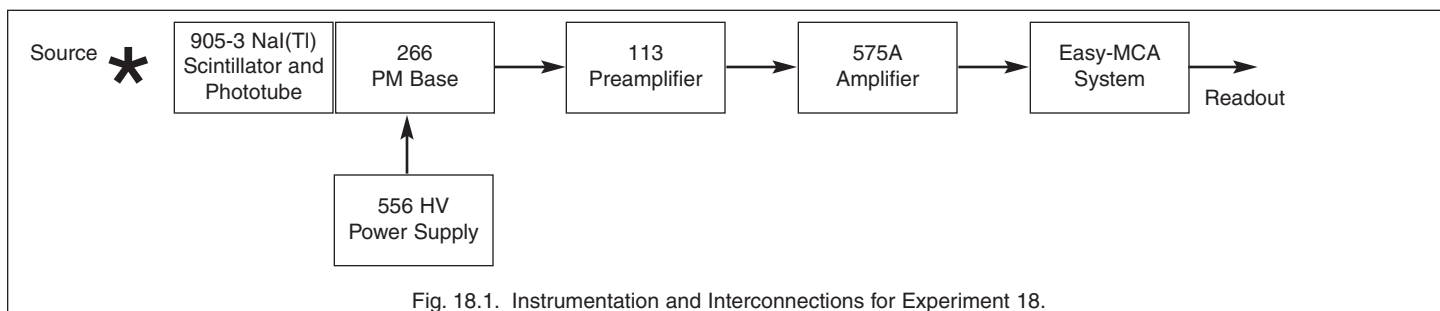 Source
905-3 NaI(Tl)
Scintillator and
Phototube
266
PM Base
113
Preamplifier
575A
Amplifier
Easy-MCA
System
Readout
556 HV
Power Supply
Fig. 18.1. Instrumentation and Interconnections for Experiment 18.